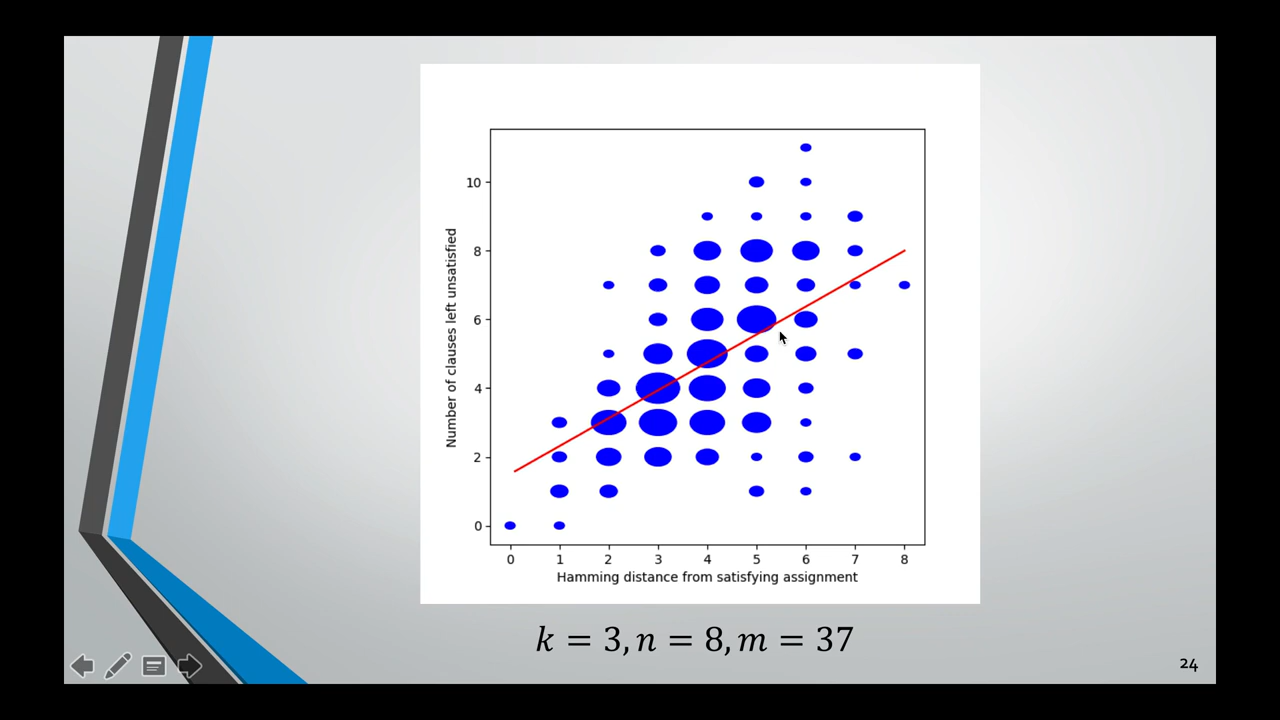 10
8
6
4
2
0
Number of clauses left unsatisfied
0 1 2 3 4 5 6 7 8
Hamming distance from satisfying assignment
k = 3, n = 8, m = 37
24